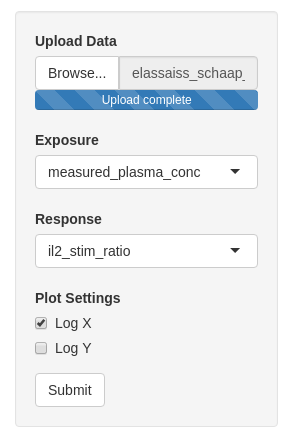 Upload Data
Browse... elassaiss_schaap_
Upload complete
Exposure
measured_plasma_conc
Response
il2_stim_ratio
Plot Settings
Log X
Log Y
Submit